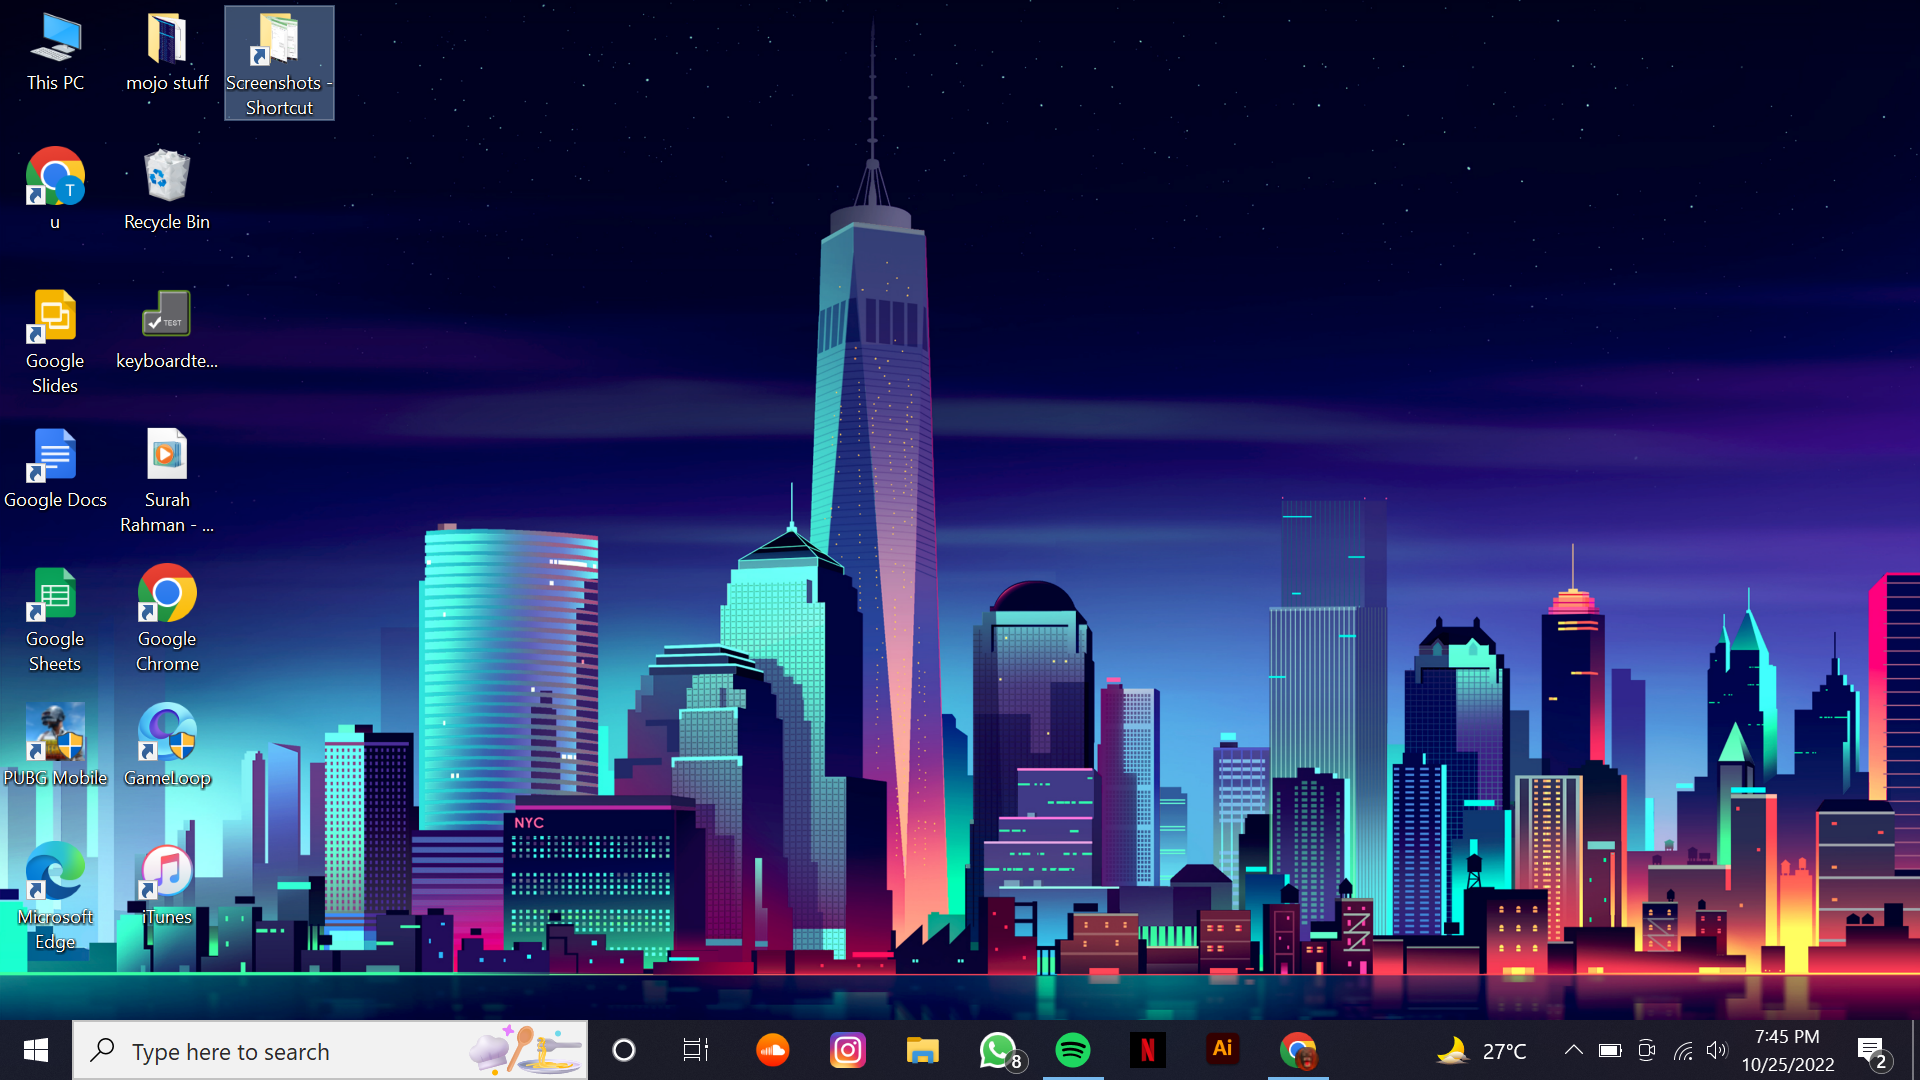 This PC
mojo stuff
Screenshots -
Shortcut
T
u
Recycle Bin
Google
Slides
TEST
keyboardte...
Google Docs
Surah
Rahman - ...
Google
Sheets
Google
Chrome
PUBG Mobile
GameLoop
Microsoft
Edge
iTunes
NYC
Type here to search
8
N
Ai
27°C
7:45 PM
10/25/2022
2